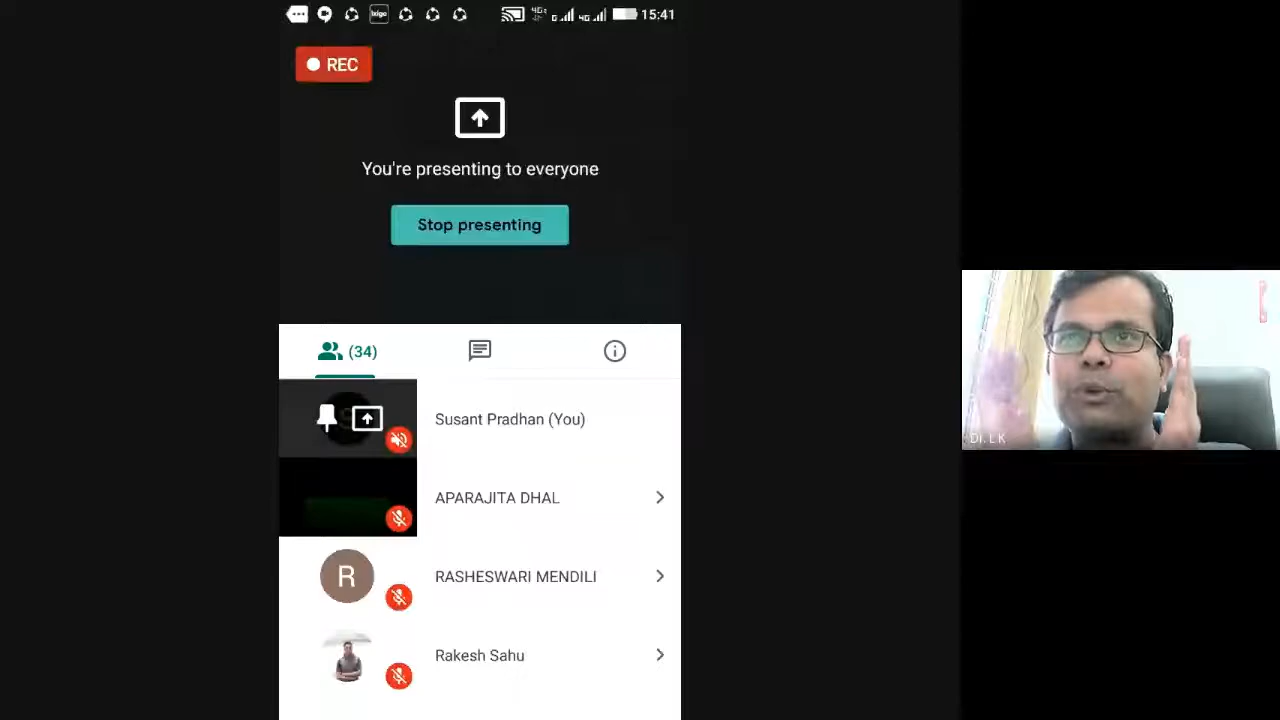 ixigo
15:41
REC
You're presenting to everyone
Stop presenting
(34)
Susant Pradhan (You)
APARAJITA DHAL
R
RASHESWARI MENDILI
Rakesh Sahu